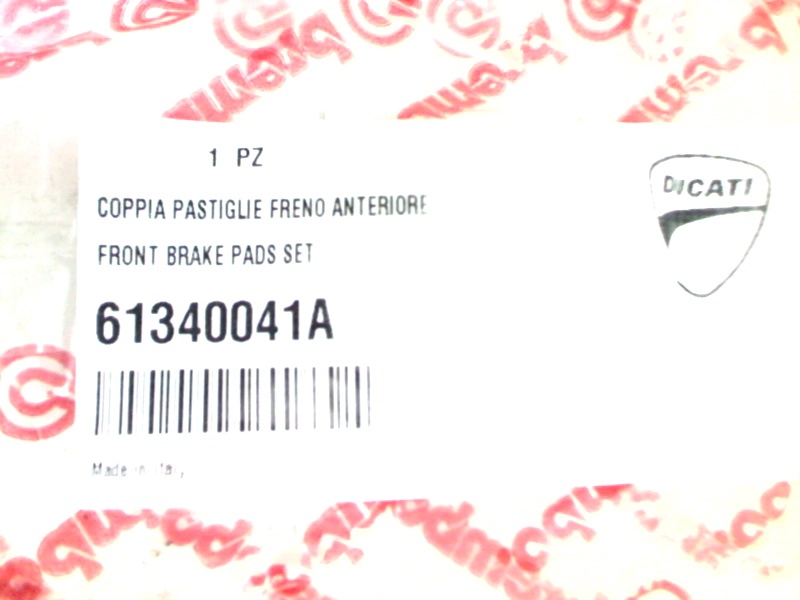 1 PZ
DUCATI
COPPIA PASTIGLIE FRENO ANTERIORE
FRONT BRAKE PADS SET
61340041A
Made in Italy